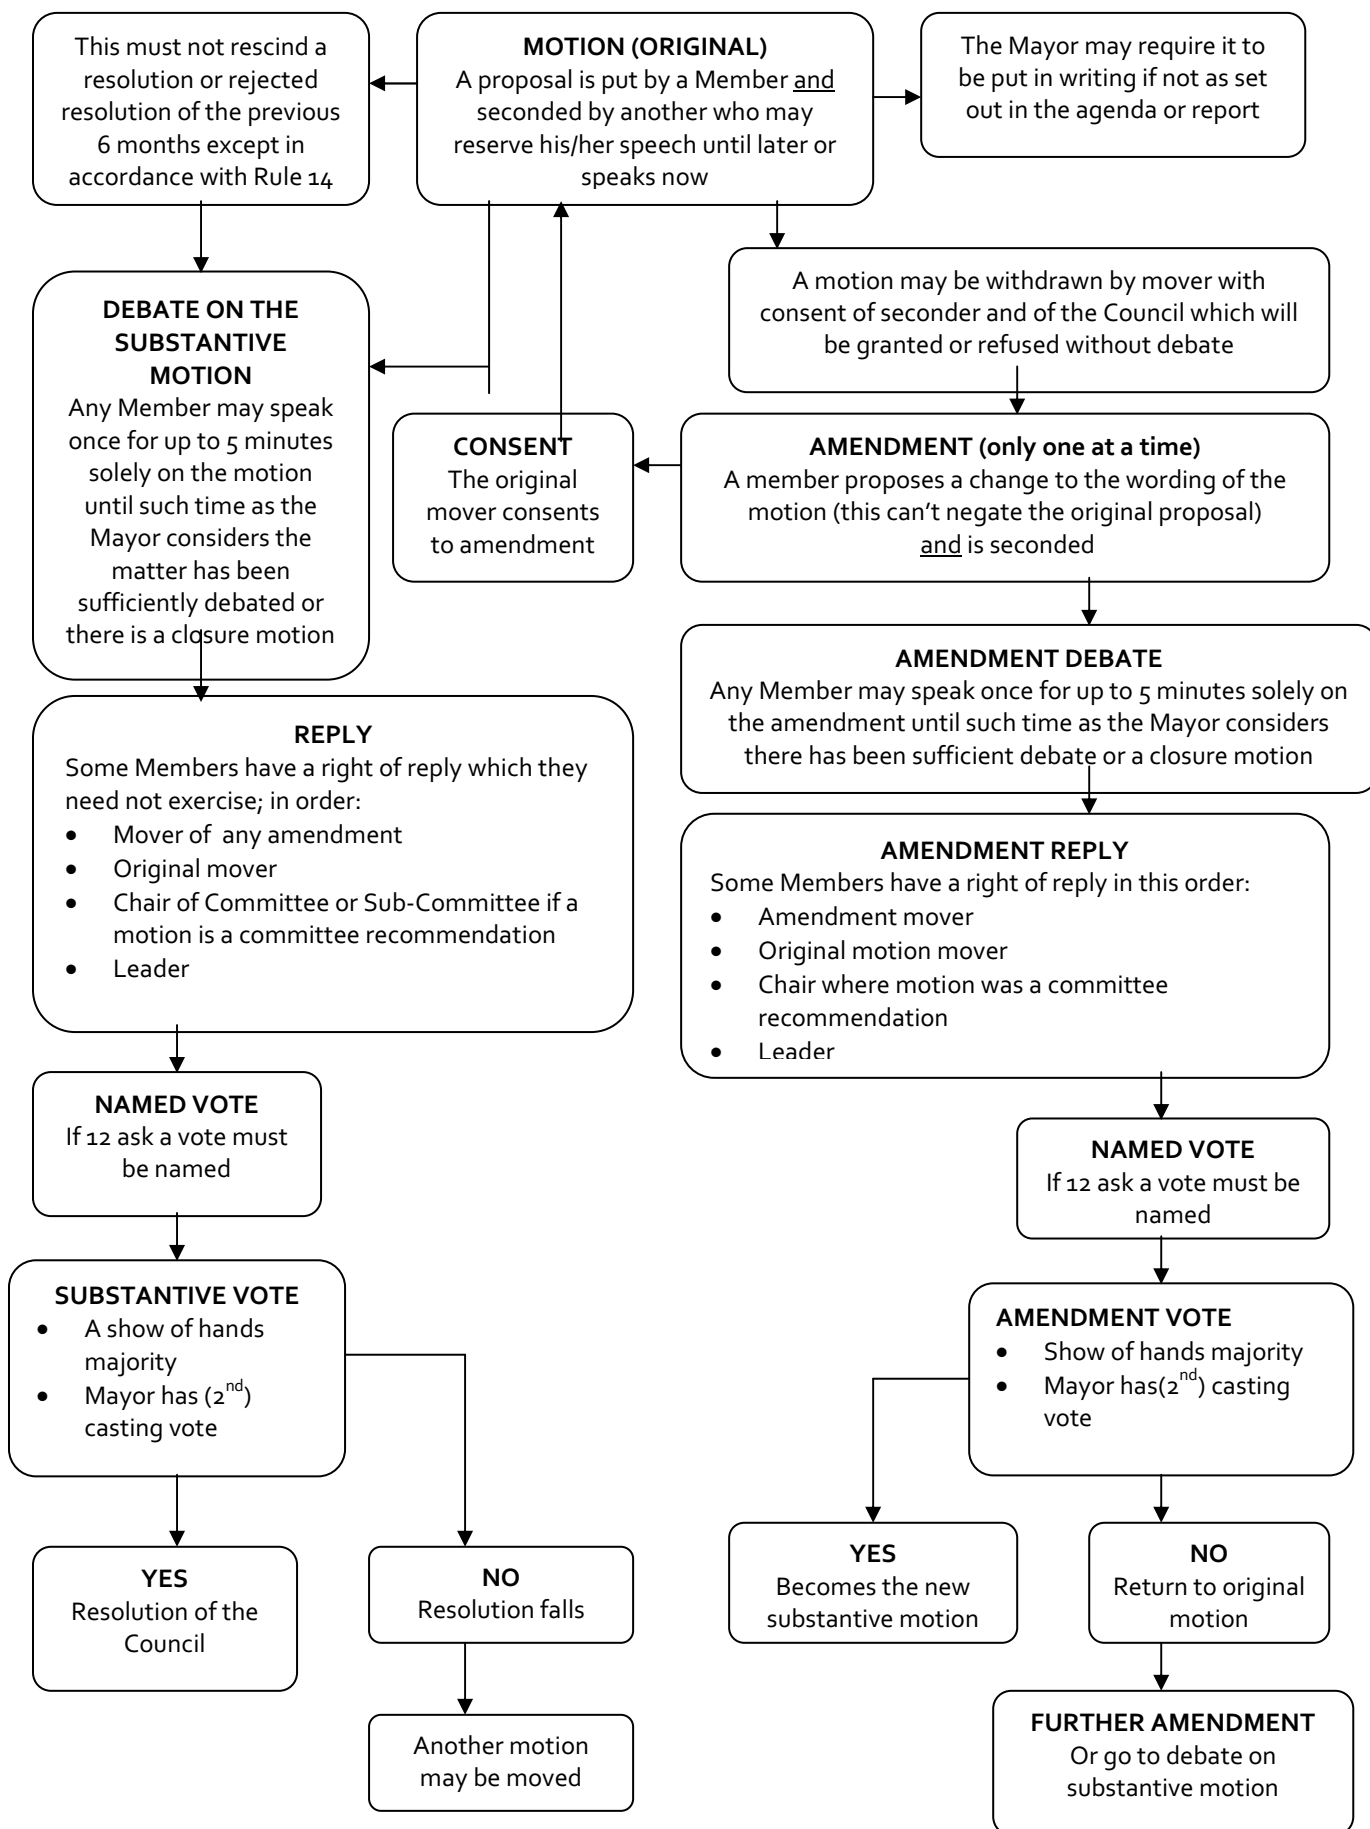 This must not rescind a
resolution or rejected
resolution of the previous
6 months except in
accordance with Rule 14
MOTION (ORIGINAL)
A proposal is put by a Member and
seconded by another who may
reserve his/her speech until later or
speaks now
The Mayor may require it to
be put in writing if not as set
out in the agenda or report
A motion may be withdrawn by mover with
consent of seconder and of the Council which will
be granted or refused without debate
DEBATE ON THE
SUBSTANTIVE
MOTION
Any Member may speak
once for up to 5 minutes
solely on the motion
until such time as the
Mayor considers the
matter has been
sufficiently debated or
there is a closure motion
CONSENT
The original
mover consents
to amendment
AMENDMENT (only one at a time)
A member proposes a change to the wording of the
motion (this can't negate the original proposal)
and is seconded
AMENDMENT DEBATE
Any Member may speak once for up to 5 minutes solely on
the amendment until such time as the Mayor considers
there has been sufficient debate or a closure motion
REPLY
Some Members have a right of reply which they
need not exercise; in order:
• Mover of any amendment
• Original mover
• Chair of Committee or Sub-Committee if a
motion is a committee recommendation
• Leader
AMENDMENT REPLY
Some Members have a right of reply in this order:
• Amendment mover
• Original motion mover
• Chair where motion was a committee
recommendation
• Leader
NAMED VOTE
If 12 ask a vote must
be named
NAMED VOTE
If 12 ask a vote must be
named
SUBSTANTIVE VOTE
• A show of hands
majority
• Mayor has (2nd)
casting vote
AMENDMENT VOTE
• Show of hands majority
• Mayor has(2nd) casting
vote
YES
Resolution of the
Council
NO
Resolution falls
YES
Becomes the new
substantive motion
NO
Return to original
motion
Another motion
may be moved
FURTHER AMENDMENT
Or go to debate on
substantive motion